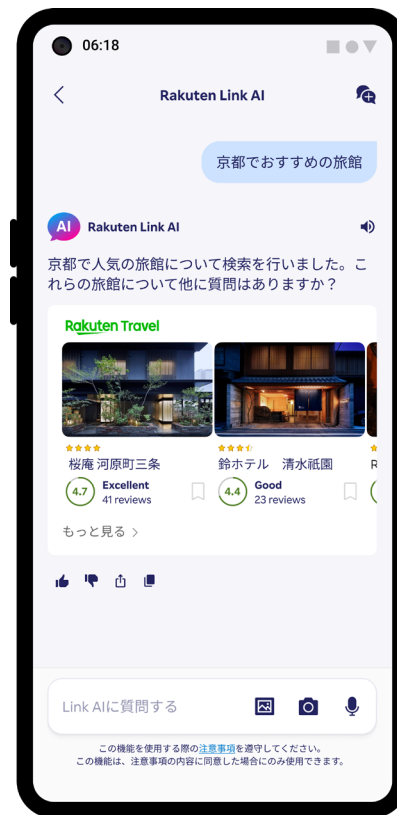 06:18
Rakuten Link AI
京都でおすすめの旅館
AI Rakuten Link AI
京都で人気の旅館について検索を行いました。こ
れらの旅館について他に質問はありますか？
Rakuten Travel
桜庵 河原町三条
4.7 Excellent
41 reviews
鈴ホテル　清水祇園
4.4 Good
23 reviews
R
もっと見る
Link AIに質問する
この機能を使用する際の注意事項を遵守してください。
この機能は、注意事項の内容に同意した場合にのみ使用できます。